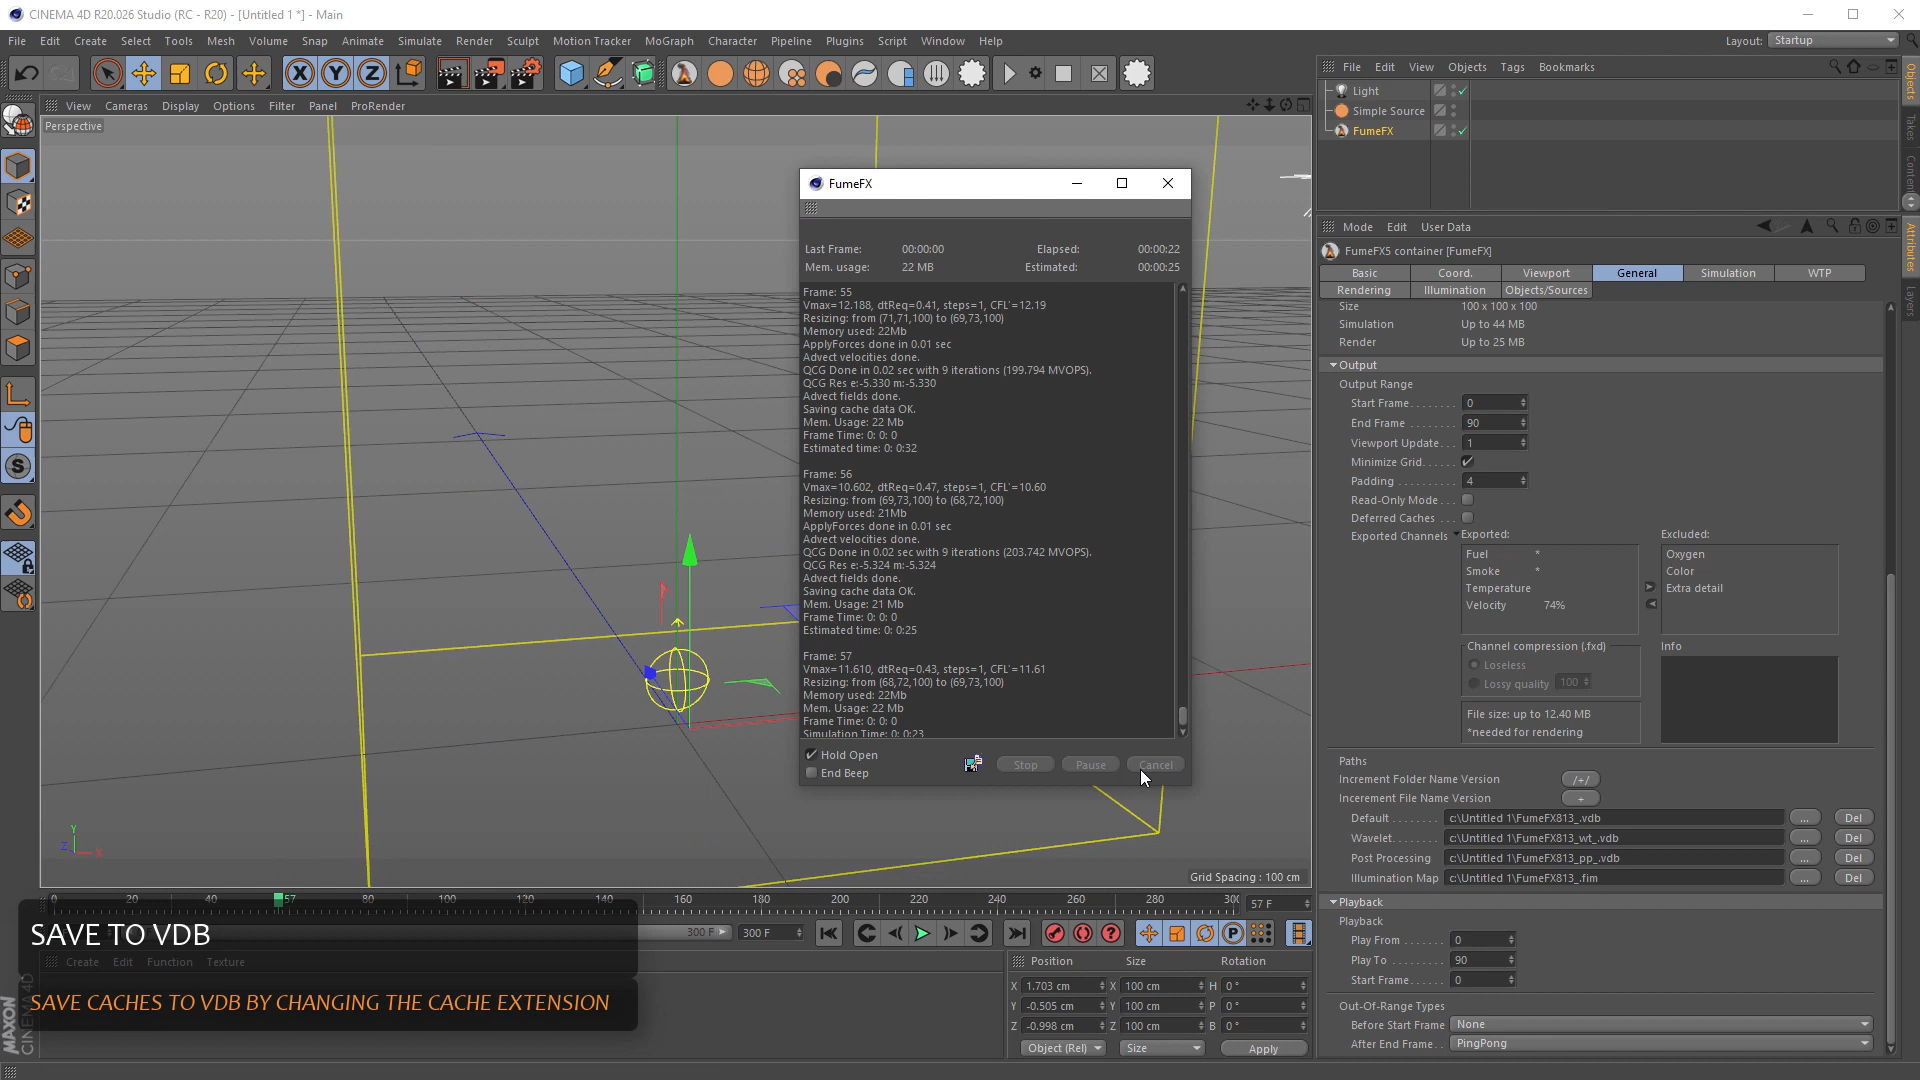 CINEMA 4D R20.026 Studio (RC - R20) - [Untitled 1 *] - Main
File Edit Create Select Tools Mesh Volume Snap Animate Simulate Render Sculpt Motion Tracker MoGraph Character Pipeline Plugins Script Window Help
Layout: Startup
View Cameras Display Options Filter Panel ProRender
Perspective
FumeFX
Last Frame: 00:00:00 Elapsed: 00:00:22
Mem. usage: 22 MB Estimated: 00:00:25
Frame: 55
Vmax=12.188, dtReq=0.41, steps=1, CFL`=12.19
Resizing: from (71,71,100) to (69,73,100)
Memory used: 22Mb
ApplyForces done in 0.01 sec
Advect velocities done.
QCG Done in 0.02 sec with 9 iterations (199.794 MVOPS).
QCG Res e:-5.330 m:-5.330
Advect fields done.
Saving cache data OK.
Mem. Usage: 22 MB
Frame Time: 0: 0: 0
Estimated time: 0: 0:32
Frame: 56
Vmax=10.602, dtReq=0.47, steps=1, CFL`=10.60
Resizing: from (69,73,100) to (68,72,100)
Memory used: 21Mb
ApplyForces done in 0.01 sec
Advect velocities done.
QCG Done in 0.02 sec with 9 iterations (203.742 MVOPS).
QCG Res e:-5.324 m:-5.324
Advect fields done.
Saving cache data OK.
Mem. Usage: 21 MB
Frame Time: 0: 0: 0
Estimated time: 0: 0:25
Frame: 57
Vmax=11.610, dtReq=0.43, steps=1, CFL`=11.61
Resizing: from (68,72,100) to (69,73,100)
Memory used: 22Mb
Mem. Usage: 22 MB
Frame Time: 0: 0: 0
Simulation Time: 0: 0:23
Hold Open
End Beep
Stop Pause Cancel
Y
Z X
Grid Spacing : 100 cm
0 20 40 57 80 100 120 140 160 180 200 220 240 260 280 300
57 F
300 F 300 F
SAVE TO VDB
Create Edit Function Texture
SAVE CACHES TO VDB BY CHANGING THE CACHE EXTENSION
MAXON
CINEMA 4D
Position Size Rotation
X 1.703 cm X 100 cm H 0 °
Y -0.505 cm Y 100 cm P 0 °
Z -0.998 cm Z 100 cm B 0 °
Object (Rel) Size Apply
File Edit View Objects Tags Bookmarks
Light
Simple Source
FumeFX
Objects
Takes
Content
Attributes
Layers
Mode Edit User Data
FumeFX5 container [FumeFX]
Basic Coord. Viewport General Simulation WTP
Rendering Illumination Objects/Sources
Size 100 x 100 x 100
Simulation Up to 44 MB
Render Up to 25 MB
Output
Output Range
Start Frame 0
End Frame 90
Viewport Update 1
Minimize Grid
Padding 4
Read-Only Mode
Deferred Caches
Exported Channels Exported: Excluded:
Fuel * Oxygen
Smoke * Color
Temperature Extra detail
Velocity 74%
Channel compression (.fxd) Info
Loseless
Lossy quality 100
File size: up to 12.40 MB
*needed for rendering
Paths
Increment Folder Name Version /+/
Increment File Name Version +
Default c:\Untitled 1\FumeFX813_.vdb ... Del
Wavelet c:\Untitled 1\FumeFX813_wt_.vdb ... Del
Post Processing c:\Untitled 1\FumeFX813_pp_.vdb ... Del
Illumination Map c:\Untitled 1\FumeFX813_.fim ... Del
Playback
Playback
Play From 0
Play To 90
Start Frame 0
Out-Of-Range Types
Before Start Frame None
After End Frame PingPong